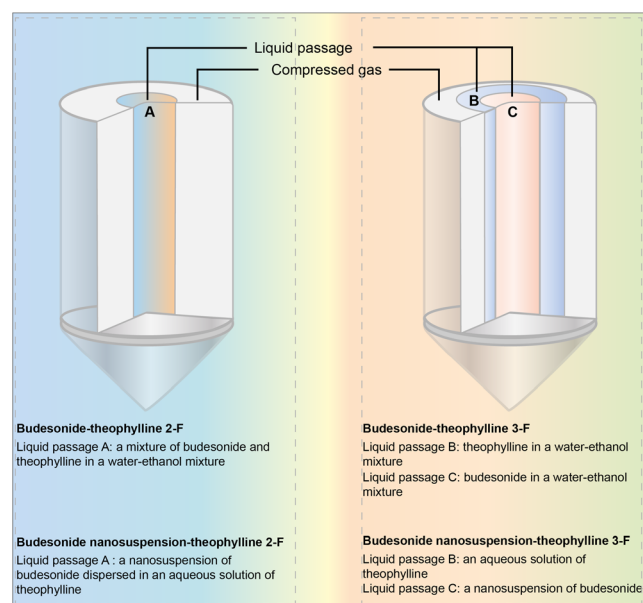 Liquid passage
Compressed gas
A
B
C
Budesonide-theophylline 2-F
Liquid passage A: a mixture of budesonide and
theophylline in a water-ethanol mixture
Budesonide-theophylline 3-F
Liquid passage B: theophylline in a water-ethanol
mixture
Liquid passage C: budesonide in a water-ethanol
mixture
Budesonide nanosuspension-theophylline 2-F
Liquid passage A : a nanosuspension of
budesonide dispersed in an aqueous solution of
theophylline
Budesonide nanosuspension-theophylline 3-F
Liquid passage B: an aqueous solution of
theophylline
Liquid passage C: a nanosuspension of budesonide